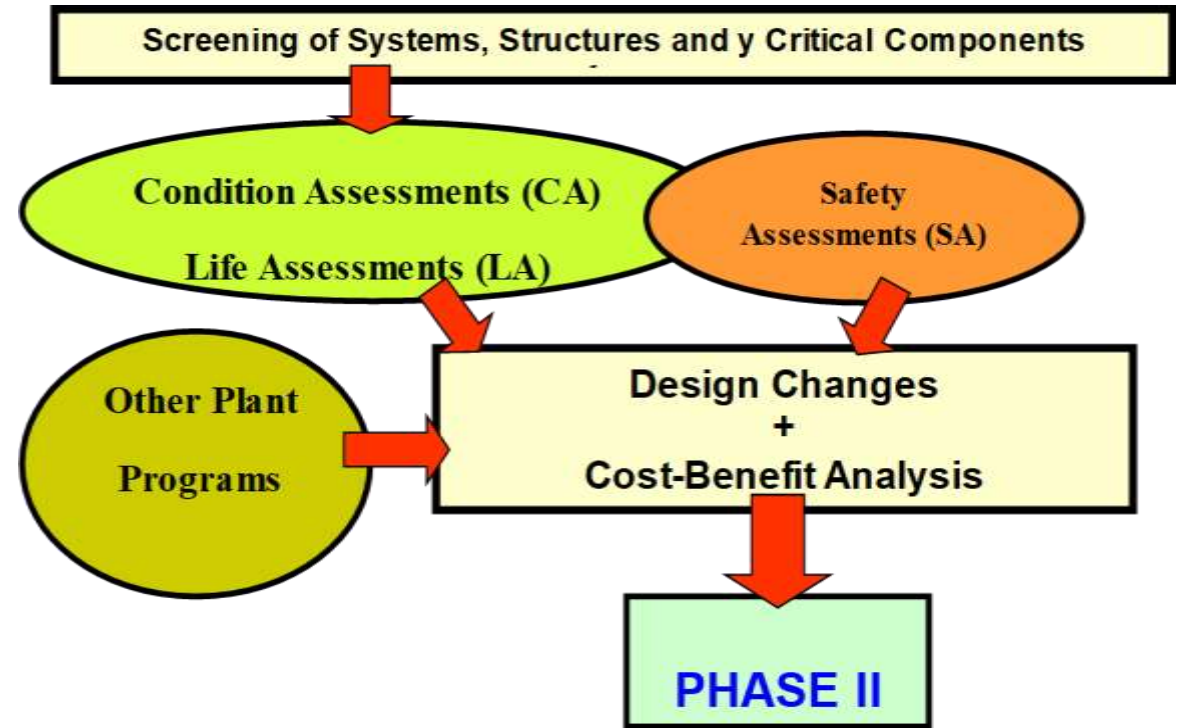 Screening of Systems, Structures and y Critical Components
Condition Assessments (CA)
Life Assessments (LA)
Safety
Assessments (SA)
Other Plant
Programs
Design Changes
+
Cost-Benefit Analysis
PHASE II